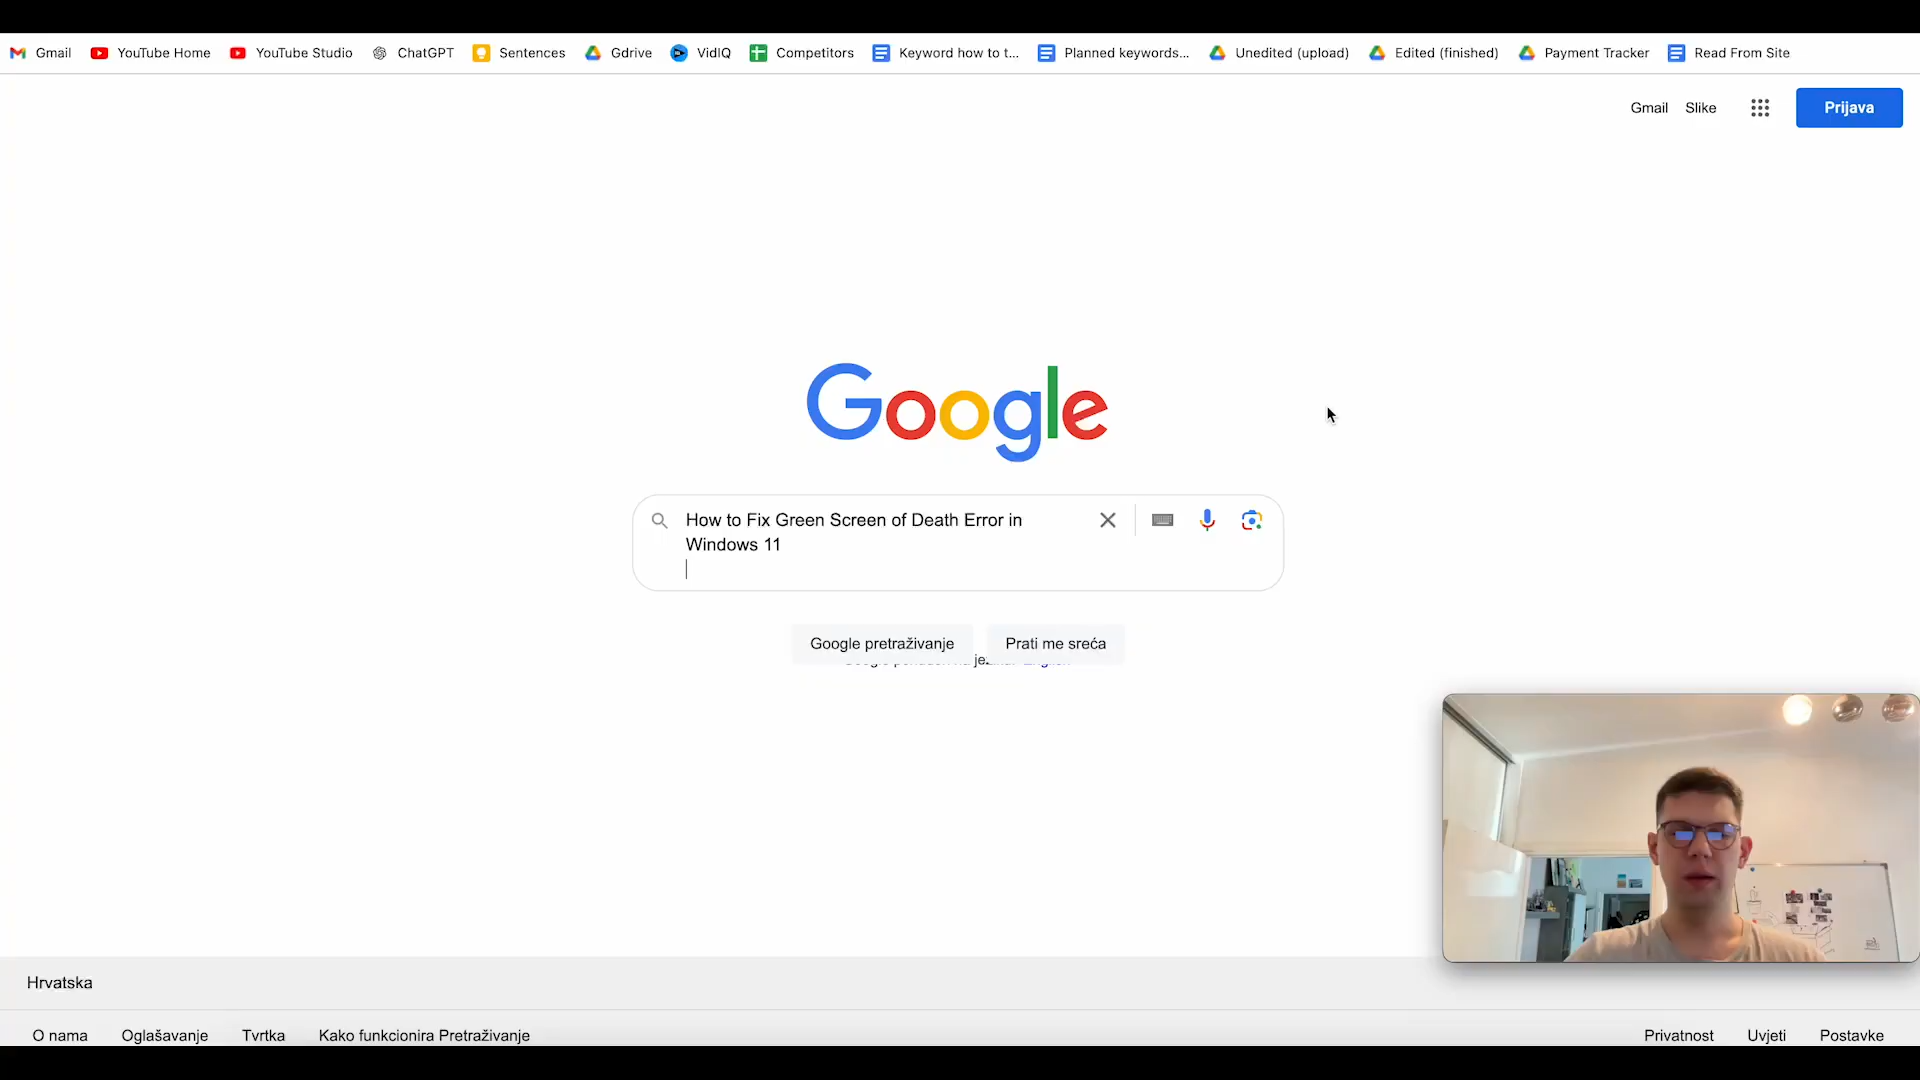 Gmail YouTube Home YouTube Studio ChatGPT Sentences Gdrive VidIQ Competitors Keyword how to t... Planned keywords... Unedited (upload) Edited (finished) Payment Tracker Read From Site
Gmail Slike Prijava
Google
How to Fix Green Screen of Death Error in
Windows 11
Google pretraživanje Prati me sreća
Hrvatska
O nama Oglašavanje Tvrtka Kako funkcionira Pretraživanje Privatnost Uvjeti Postavke